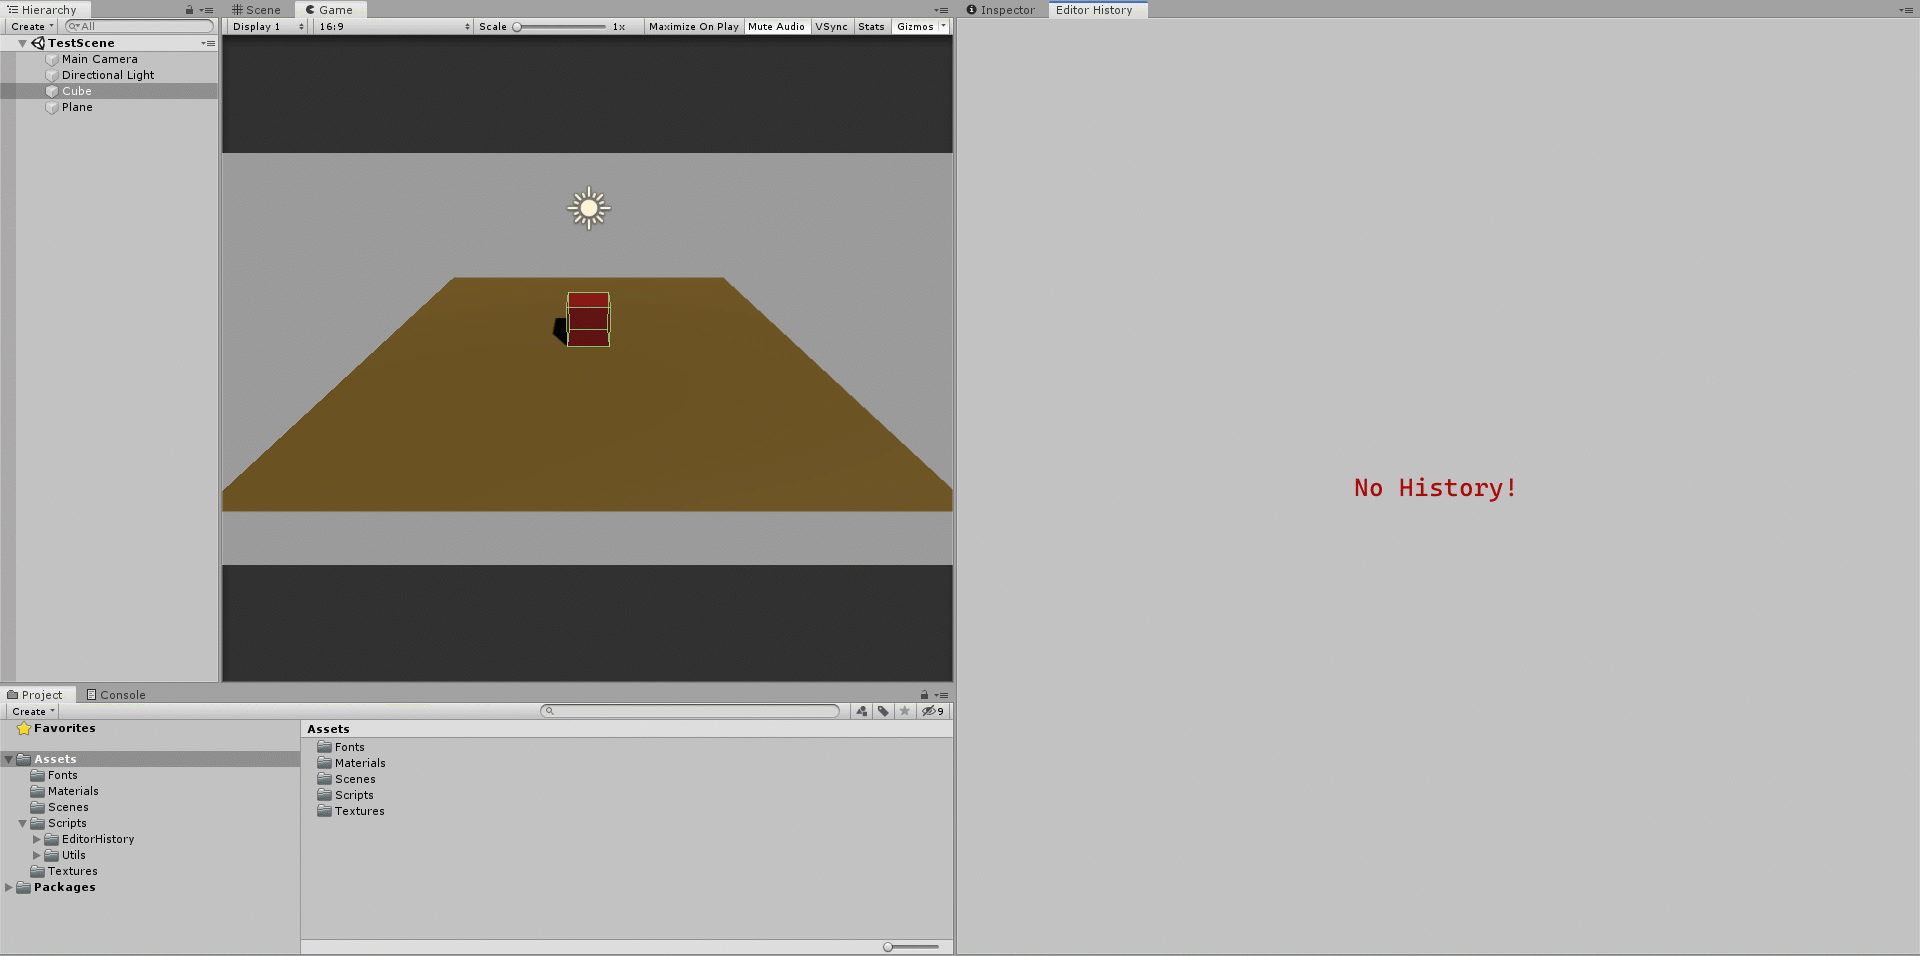 Hierarchy
Create All
TestScene
Main Camera
Directional Light
Cube
Plane
Scene Game
Display 1 16:9 Scale 1x Maximize On Play Mute Audio VSync Stats Gizmos
Inspector Editor History
No History!
Project Console
Create 9
Favorites
Assets
Fonts
Materials
Scenes
Scripts
EditorHistory
Utils
Textures
Packages
Assets
Fonts
Materials
Scenes
Scripts
Textures